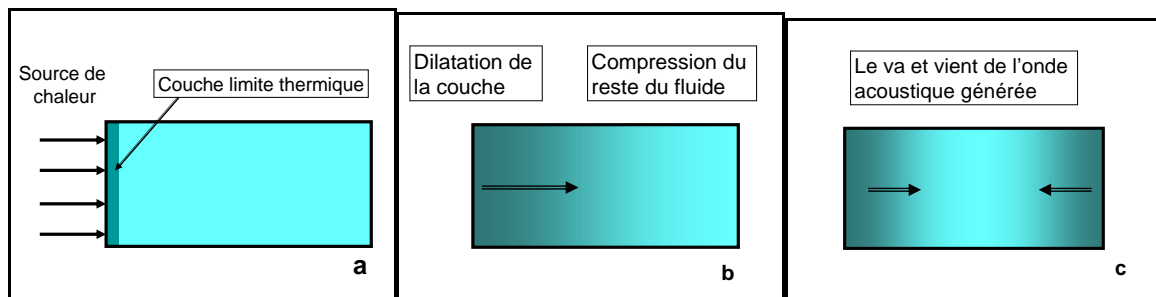 Source de
chaleur
Couche limite thermique
a
Dilatation de
la couche
Compression du
reste du fluide
b
Le va et vient de l'onde
acoustique générée
c